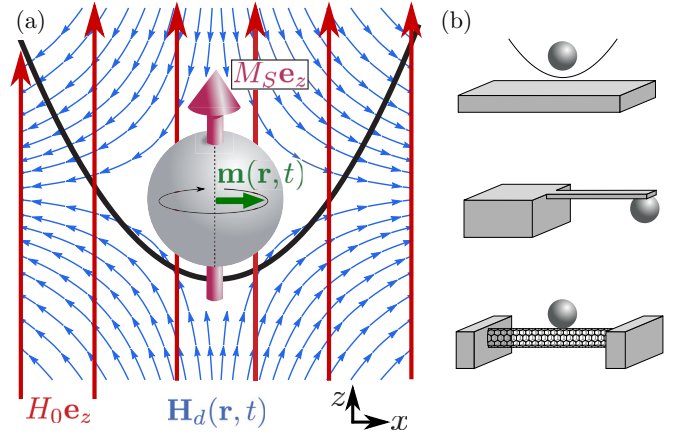 (a)
(b)
M_S e_z
m(r, t)
H_0 e_z
H_d(r, t)
z
x